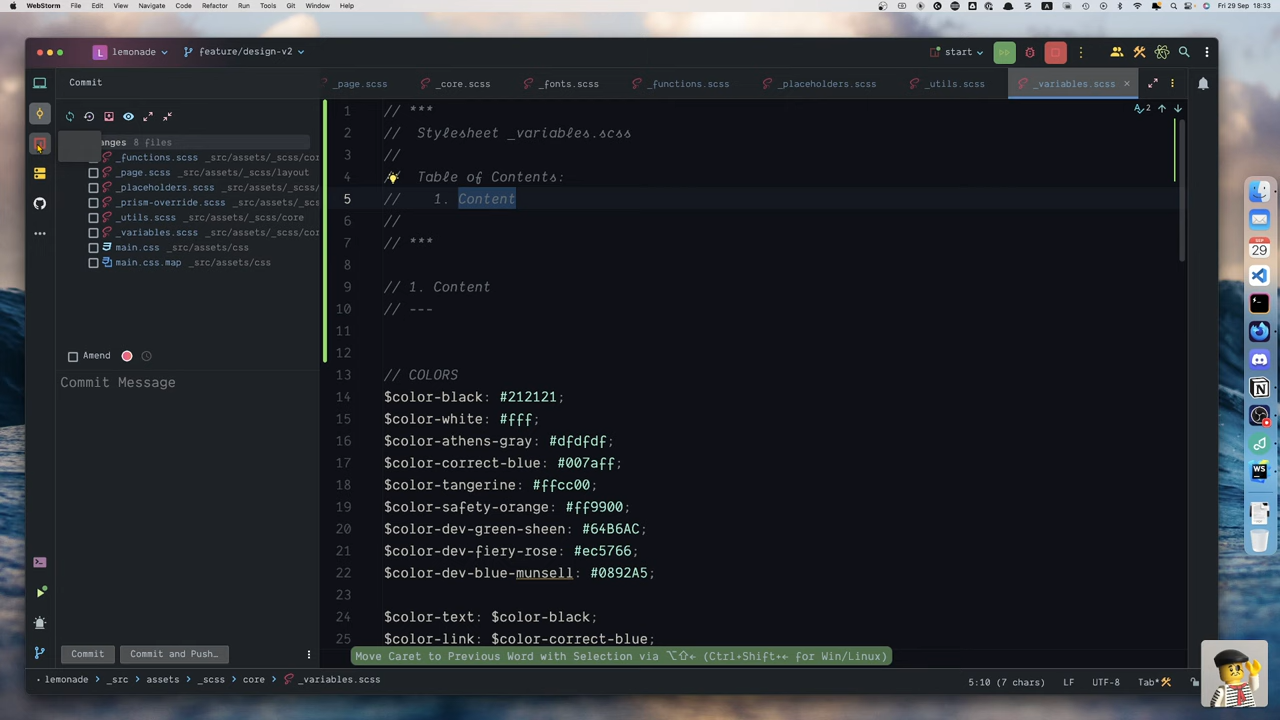 WebStorm File Edit View Navigate Code Refactor Run Tools Git Window Help
Fri 29 Sep 18:33
L lemonade feature/design-v2 start
Commit
_page.scss _core.scss _fonts.scss _functions.scss _placeholders.scss _utils.scss _variables.scss
8 files
_functions.scss _src/assets/_scss/cor
_page.scss _src/assets/_scss/layout
_placeholders.scss _src/assets/_scss/
_prism-override.scss _src/assets/_scs
_utils.scss _src/assets/_scss/core
_variables.scss _src/assets/_scss/cor
main.css _src/assets/css
main.css.map _src/assets/css
Amend
Commit Message
Commit Commit and Push…
1 // ***
2 // Stylesheet _variables.scss
3 //
4 // Table of Contents:
5 // 1. Content
6 //
7 // ***
8
9 // 1. Content
10 // ---
11
12
13 // COLORS
14 $color-black: #212121;
15 $color-white: #fff;
16 $color-athens-gray: #dfdfdf;
17 $color-correct-blue: #007aff;
18 $color-tangerine: #ffcc00;
19 $color-safety-orange: #ff9900;
20 $color-dev-green-sheen: #64B6AC;
21 $color-dev-fiery-rose: #ec5766;
22 $color-dev-blue-munsell: #0892A5;
23
24 $color-text: $color-black;
25 $color-link: $color-correct-blue;
2
Move Caret to Previous Word with Selection via ⌥⇧← (Ctrl+Shift+← for Win/Linux)
lemonade > _src > assets > _scss > core > _variables.scss
5:10 (7 chars) LF UTF-8 Tab*
SEP
29
WS